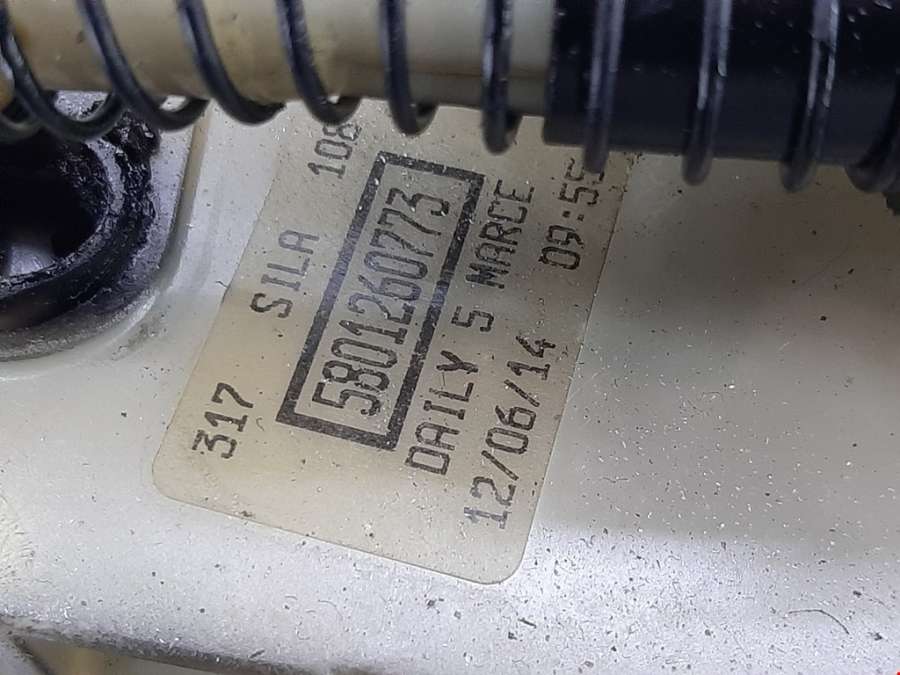 317 SILA 108
5801260773
DAILY 5 MARCE
12/06/14 09:55